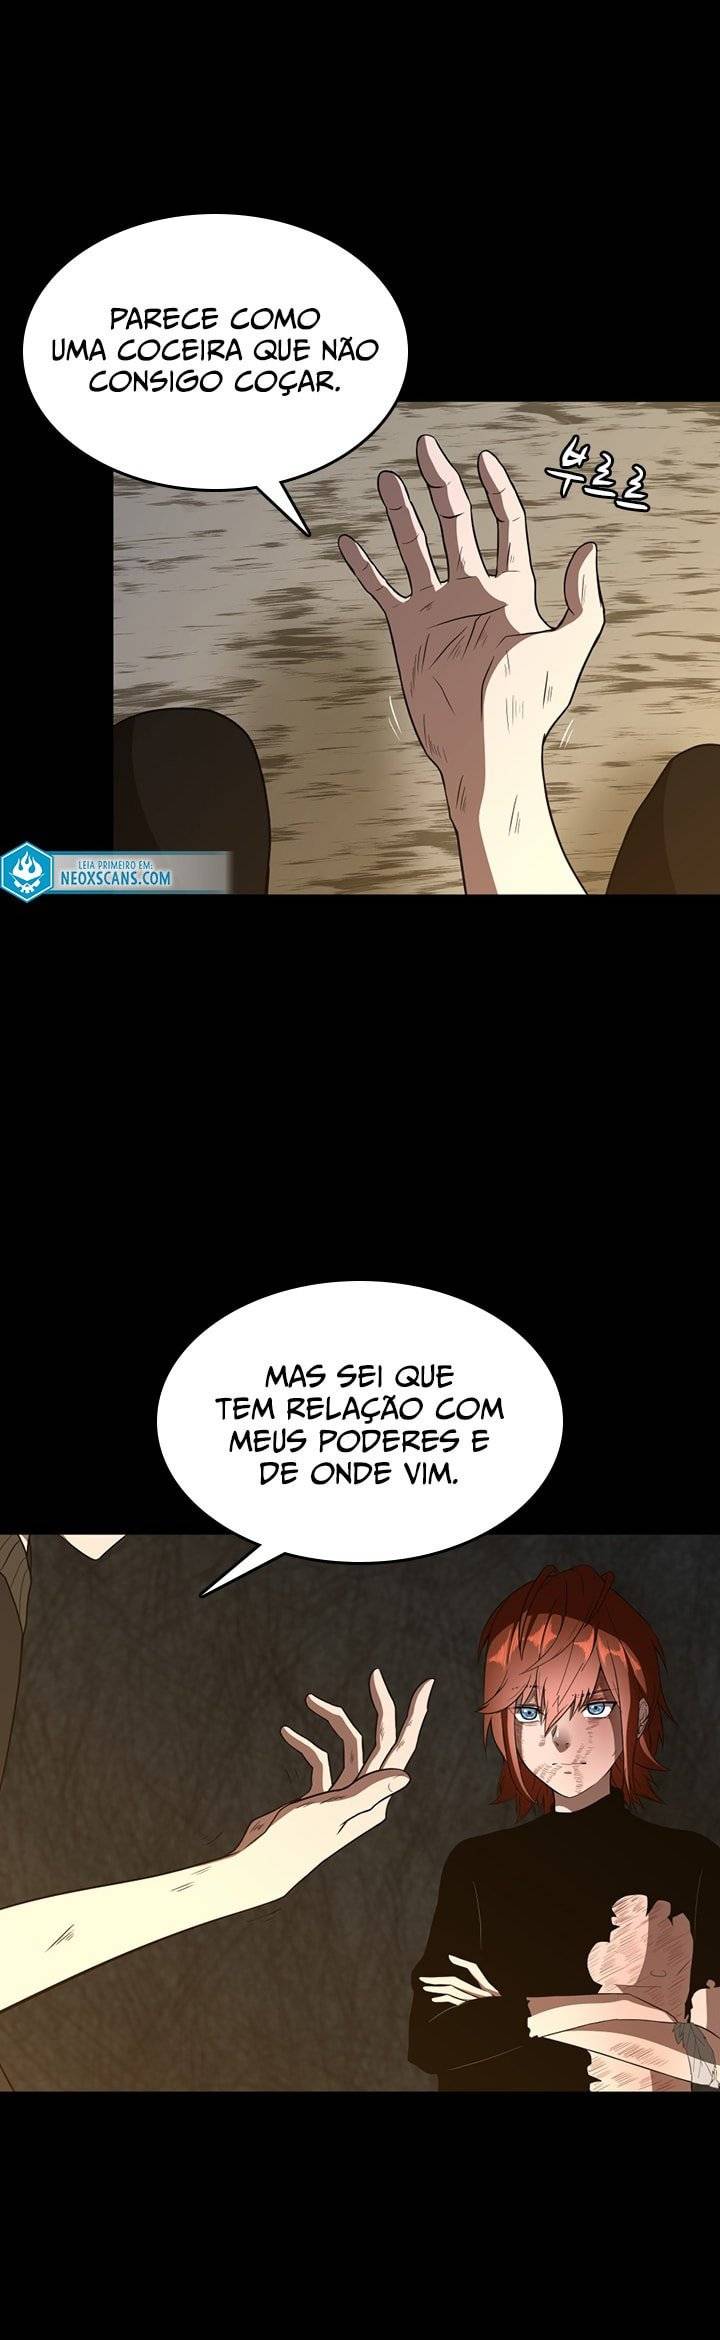 PARECE COMO
UMA COCEIRA QUE NÃO
CONSIGO COÇAR.
부르르
LEIA PRIMEIRO EM:
NEOXSCANS.COM
MAS SEI QUE
TEM RELAÇÃO COM
MEUS PODERES E
DE ONDE VIM.